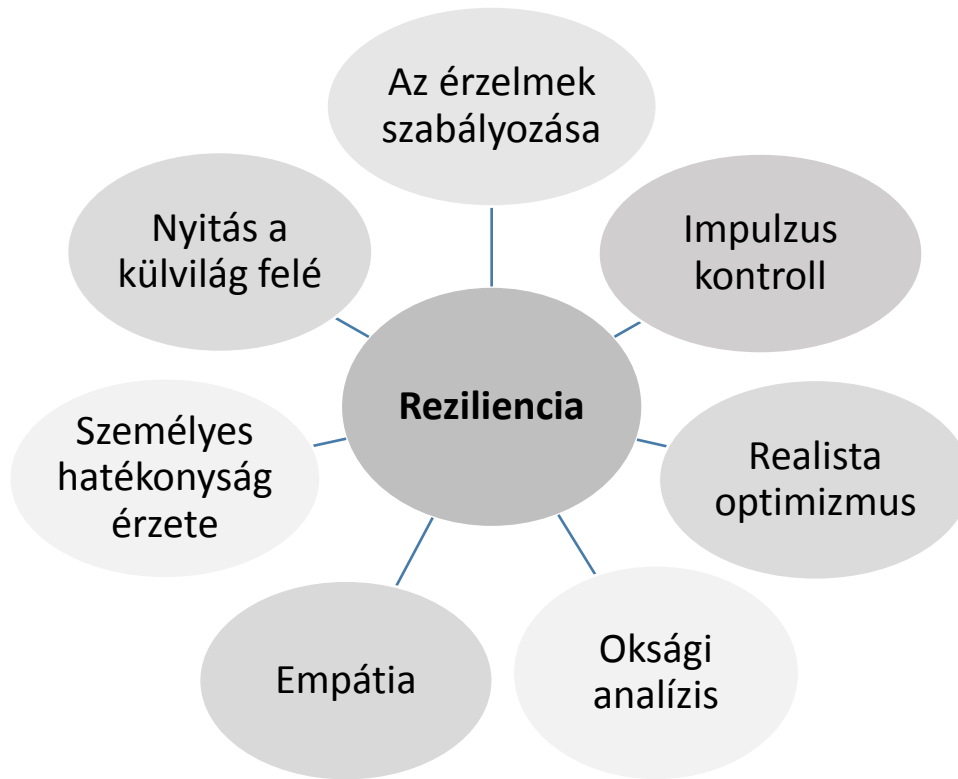 Az érzelmek
szabályozása
Impulzus
kontroll
Realista
optimizmus
Oksági
analízis
Empátia
Személyes
hatékonyság
érzete
Nyitás a
külvilág felé
Reziliencia